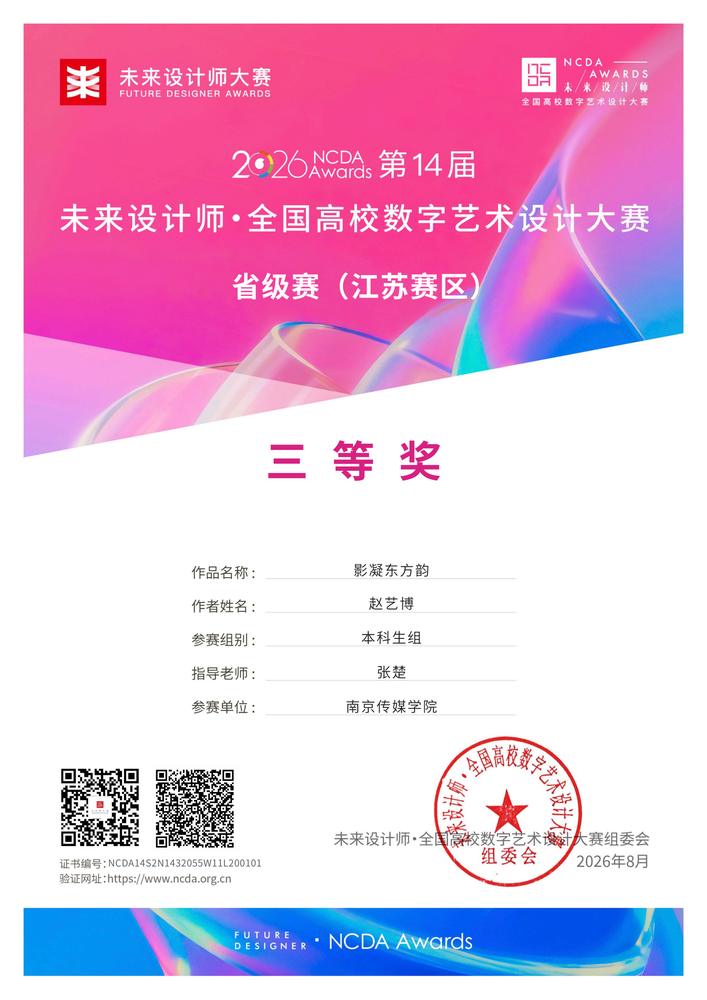 未来设计师大赛
FUTURE DESIGNER AWARDS
NCDA
AWARDS
未/来/设/计/师
全国高校数字艺术设计大赛
2026 NCDA Awards 第14届
未来设计师·全国高校数字艺术设计大赛
省级赛（江苏赛区）
三等奖
作品名称： 影凝东方韵
作者姓名： 赵艺博
参赛组别： 本科生组
指导老师： 张楚
参赛单位： 南京传媒学院
未来设计师·全国高校数字艺术设计大赛
组委会
未来设计师·全国高校数字艺术设计大赛组委会
2026年8月
证书编号：NCDA14S2N1432055W11L200101
验证网址：https://www.ncda.org.cn
FUTURE DESIGNER · NCDA Awards